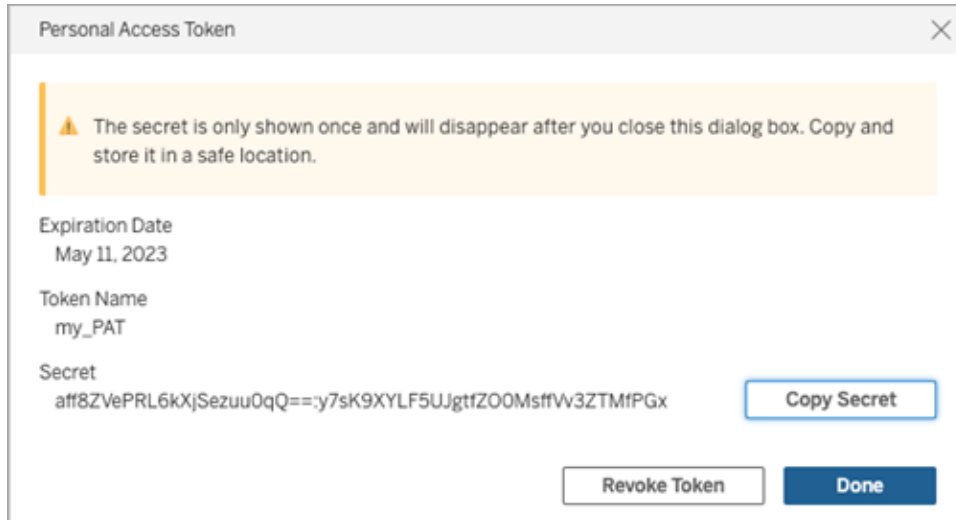 Personal Access Token
The secret is only shown once and will disappear after you close this dialog box. Copy and
store it in a safe location.
Expiration Date
May 11, 2023
Token Name
my_PAT
Secret
aff8ZVePRL6kXjSezuu0qQ==:y7sK9XYLF5UJgtfZO0MsffVv3ZTMfPGx
Copy Secret
Revoke Token
Done